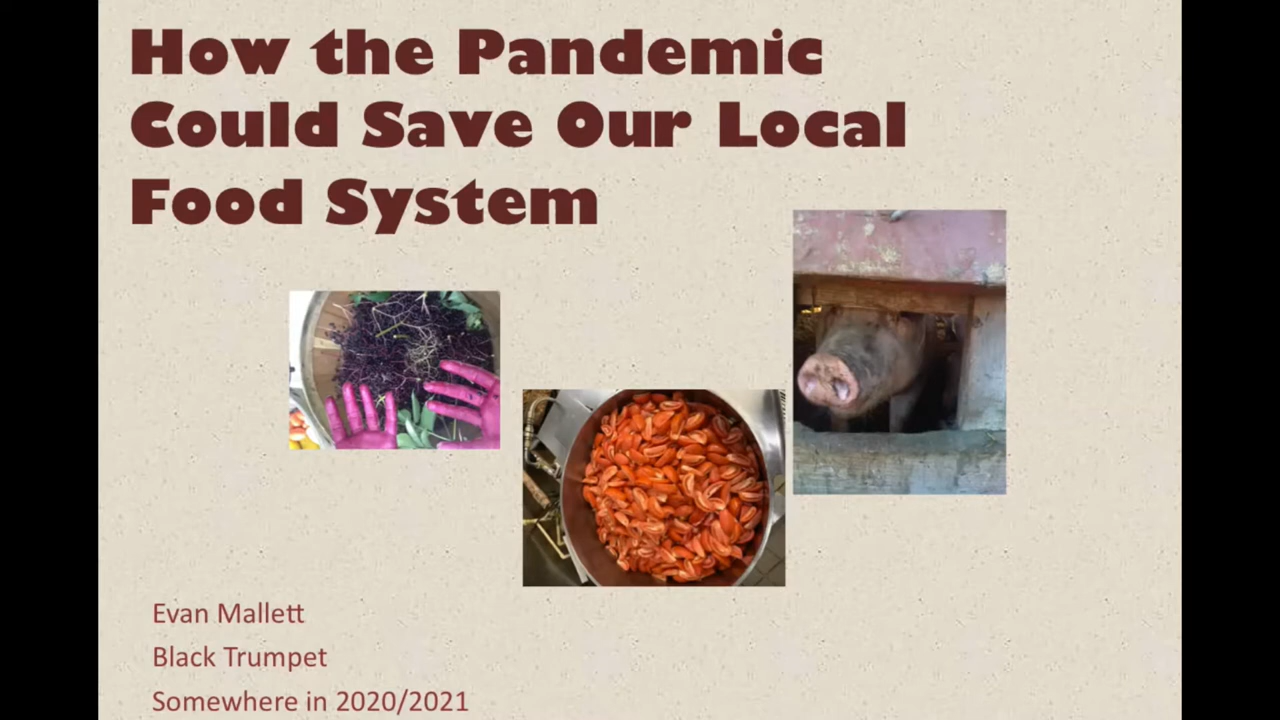 How the Pandemic
Could Save Our Local
Food System
Evan Mallett
Black Trumpet
Somewhere in 2020/2021